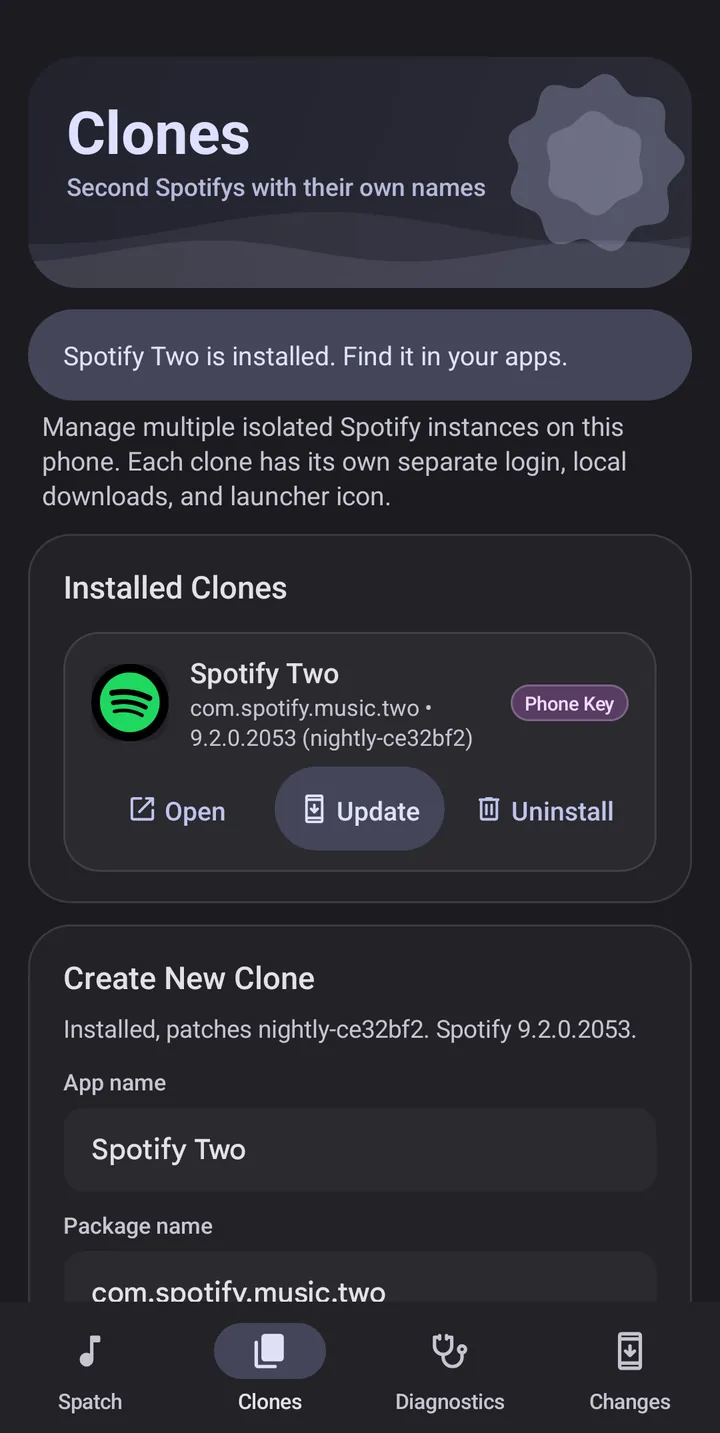 Clones
Second Spotifys with their own names
Spotify Two is installed. Find it in your apps.
Manage multiple isolated Spotify instances on this
phone. Each clone has its own separate login, local
downloads, and launcher icon.
Installed Clones
Spotify Two
com.spotify.music.two •
9.2.0.2053 (nightly-ce32bf2)
Phone Key
Open
Update
Uninstall
Create New Clone
Installed, patches nightly-ce32bf2. Spotify 9.2.0.2053.
App name
Spotify Two
Package name
com.spotify.music.two
Spatch
Clones
Diagnostics
Changes